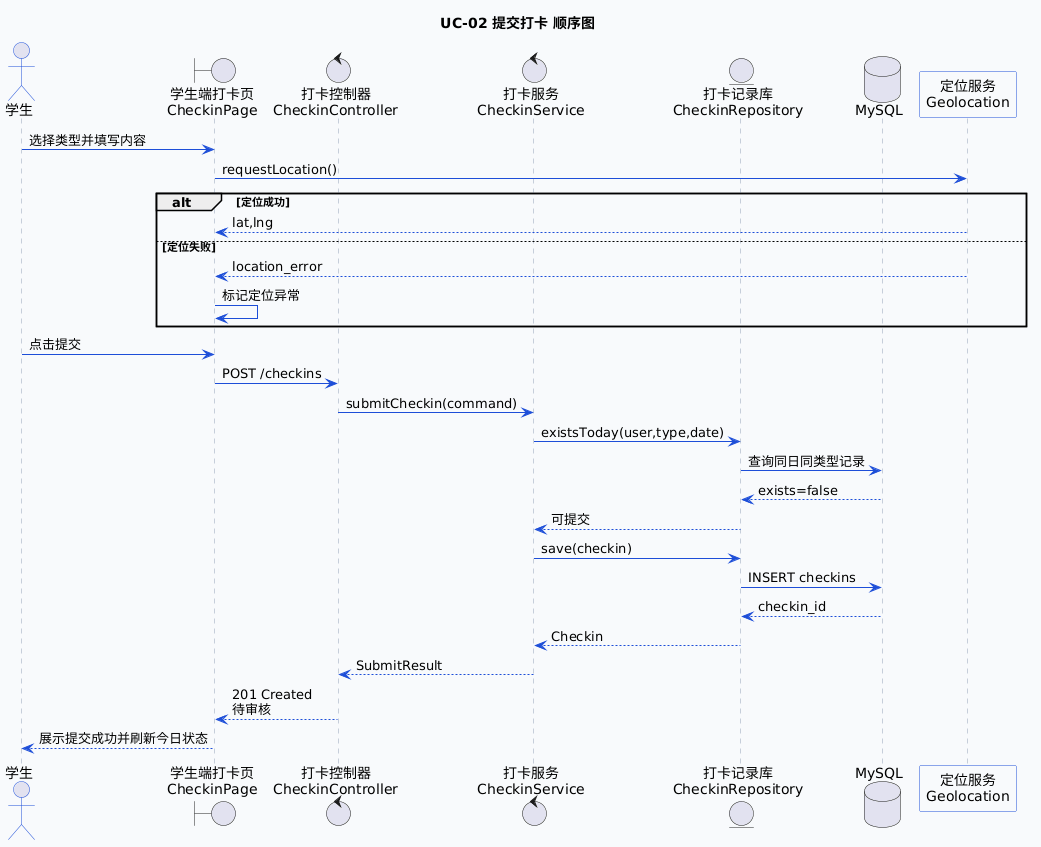 UC-02 提交打卡 顺序图
学生
学生端打卡页
CheckinPage
打卡控制器
CheckinController
打卡服务
CheckinService
打卡记录库
CheckinRepository
MySQL
定位服务
Geolocation
选择类型并填写内容
requestLocation()
alt [定位成功]
lat,lng
[定位失败]
location_error
标记定位异常
点击提交
POST /checkins
submitCheckin(command)
existsToday(user,type,date)
查询同日同类型记录
exists=false
可提交
save(checkin)
INSERT checkins
checkin_id
Checkin
SubmitResult
201 Created
待审核
展示提交成功并刷新今日状态
学生
学生端打卡页
CheckinPage
打卡控制器
CheckinController
打卡服务
CheckinService
打卡记录库
CheckinRepository
MySQL
定位服务
Geolocation